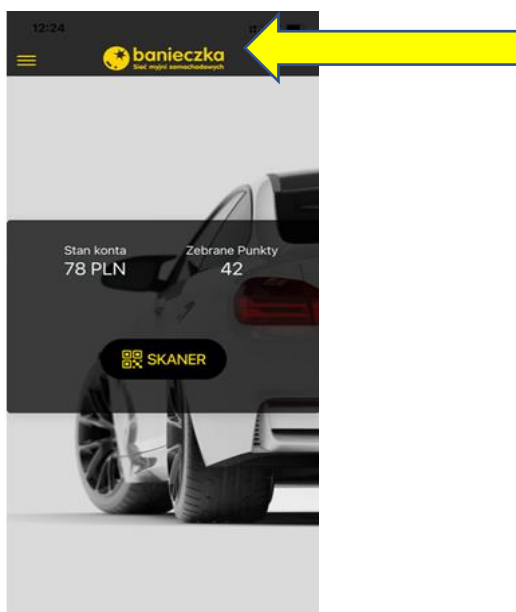 12:24
banieczka
Sieć myjni samochodowych
Stan konta
Zebrane Punkty
78 PLN
42
SKANER